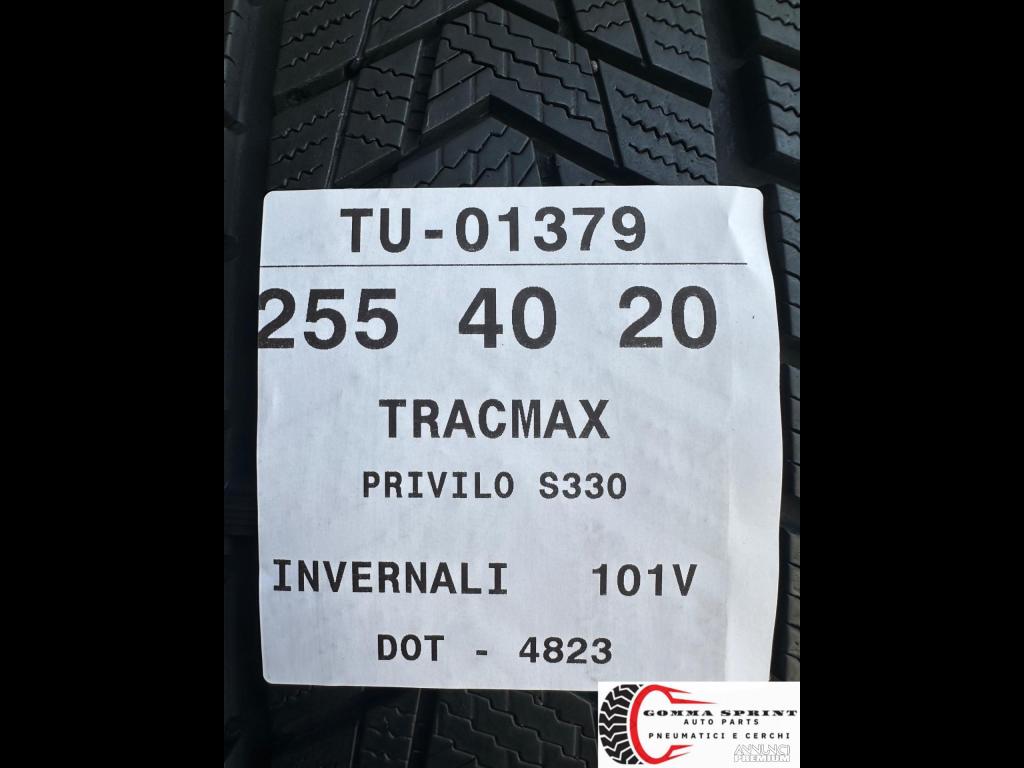 TU-01379
255 40 20
TRACMAX
PRIVILO S330
INVERNALI 101V
DOT - 4823
GOMMA SPRINT
AUTO PARTS
PNEUMATICI E CERCHI
ANNUNCI
PREMIUM